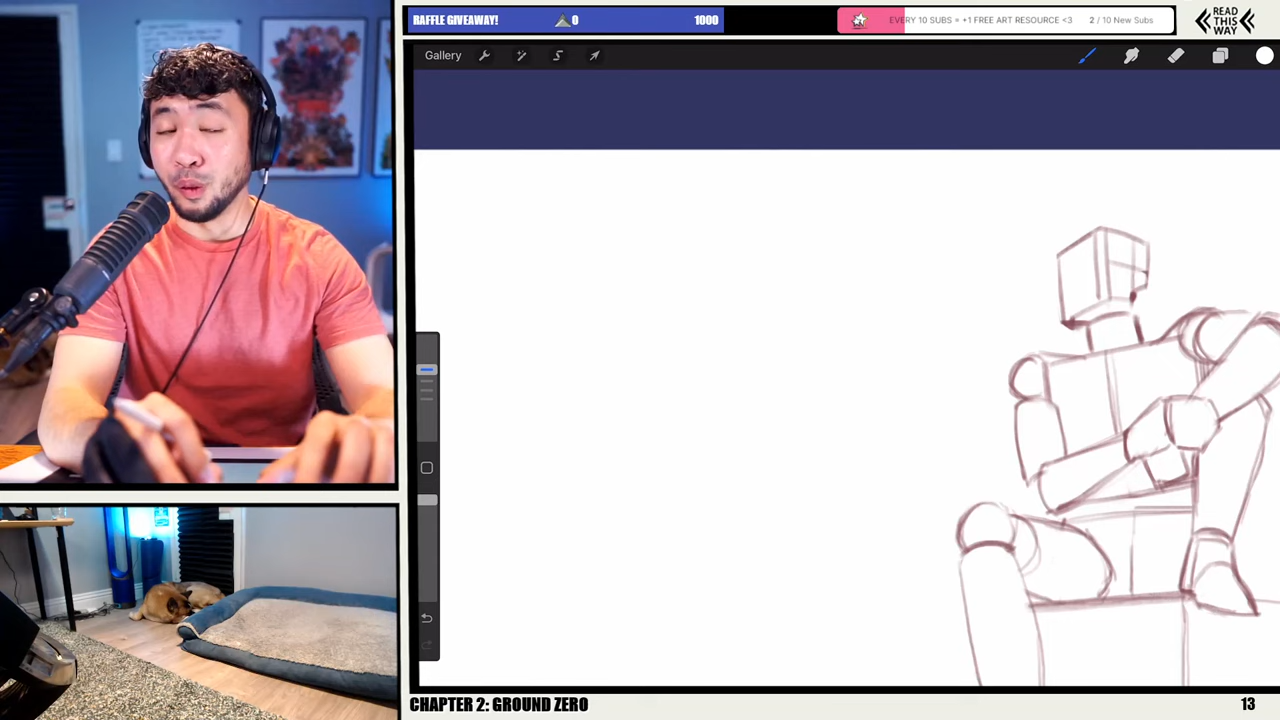 RAFFLE GIVEAWAY! 0 1000
EVERY 10 SUBS = +1 FREE ART RESOURCE <3 2 / 10 New Subs
READ
THIS
WAY
Gallery
CHAPTER 2: GROUND ZERO
13